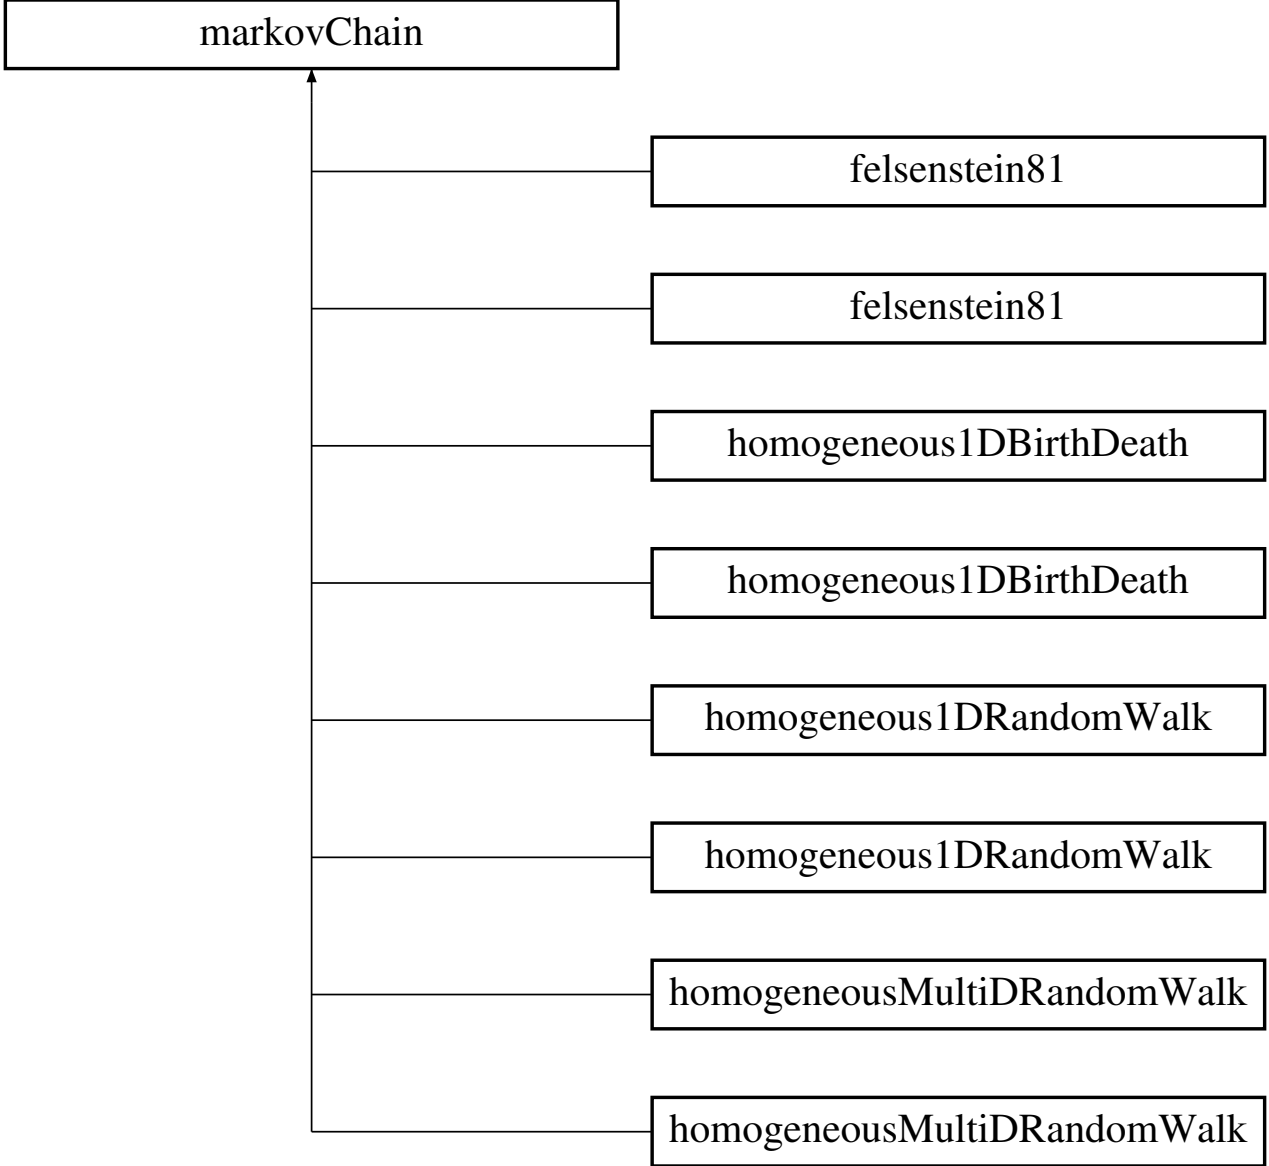 markovChain
felsenstein81
felsenstein81
homogeneous1DBirthDeath
homogeneous1DBirthDeath
homogeneous1DRandomWalk
homogeneous1DRandomWalk
homogeneousMultiDRandomWalk
homogeneousMultiDRandomWalk